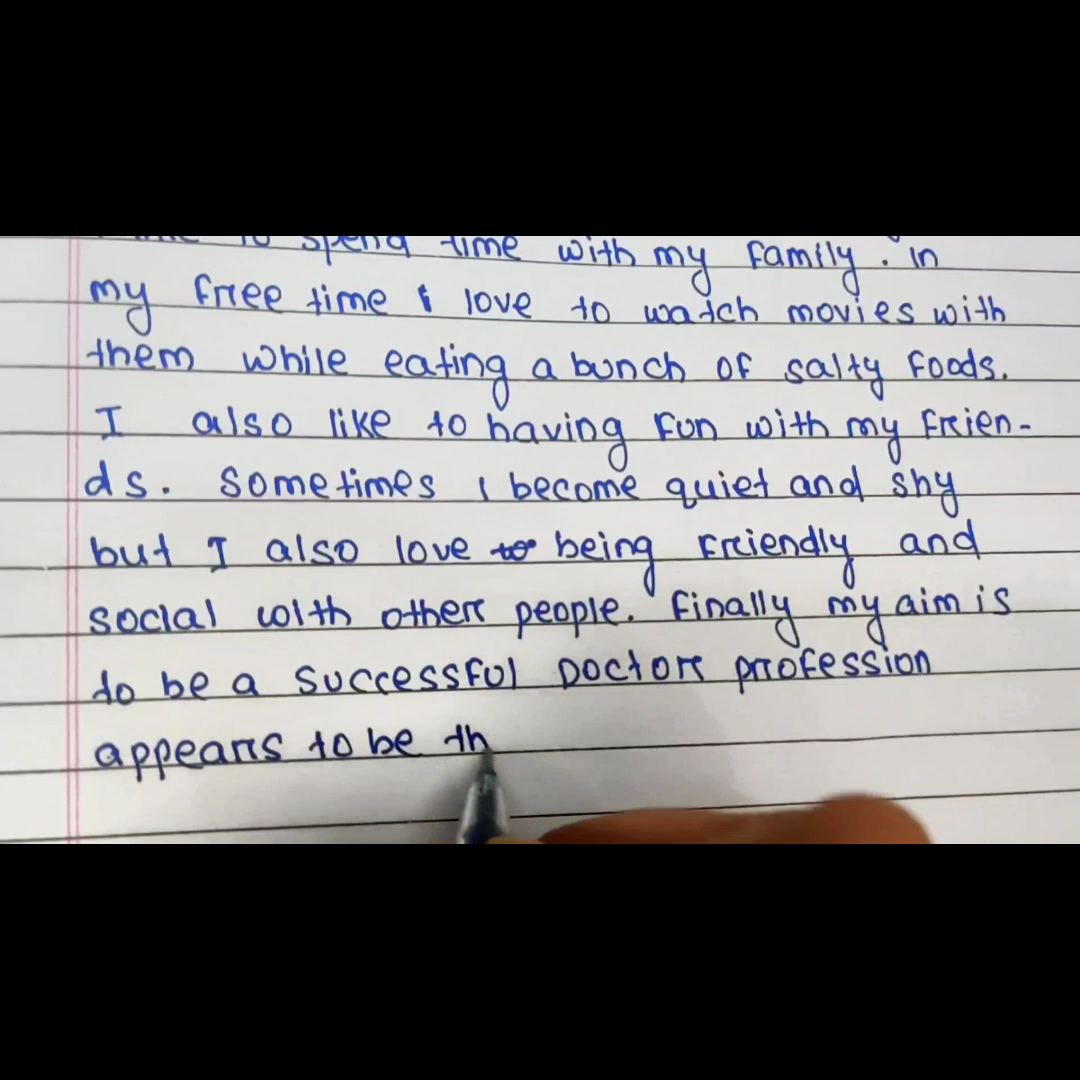 to spend time with my family. in
my free time i love to watch movies with
them while eating a bunch of salty foods.
I also like to having fun with my frien-
ds. Sometimes i become quiet and shy
but I also love to being friendly and
social with other people. Finally my aim is
to be a successful Doctor profession
appears to be th